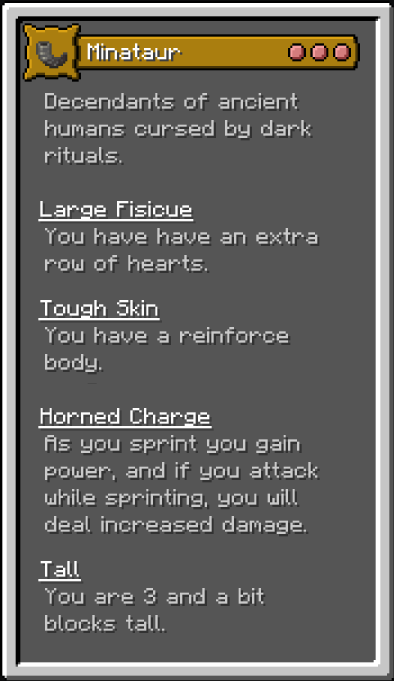 Minataur
Decendants of ancient
humans cursed by dark
rituals.
Large Fisicue
You have have an extra
row of hearts.
Tough Skin
You have a reinforce
body.
Horned Charge
As you sprint you gain
power, and if you attack
while sprinting, you will
deal increased damage.
Tall
You are 3 and a bit
blocks tall.